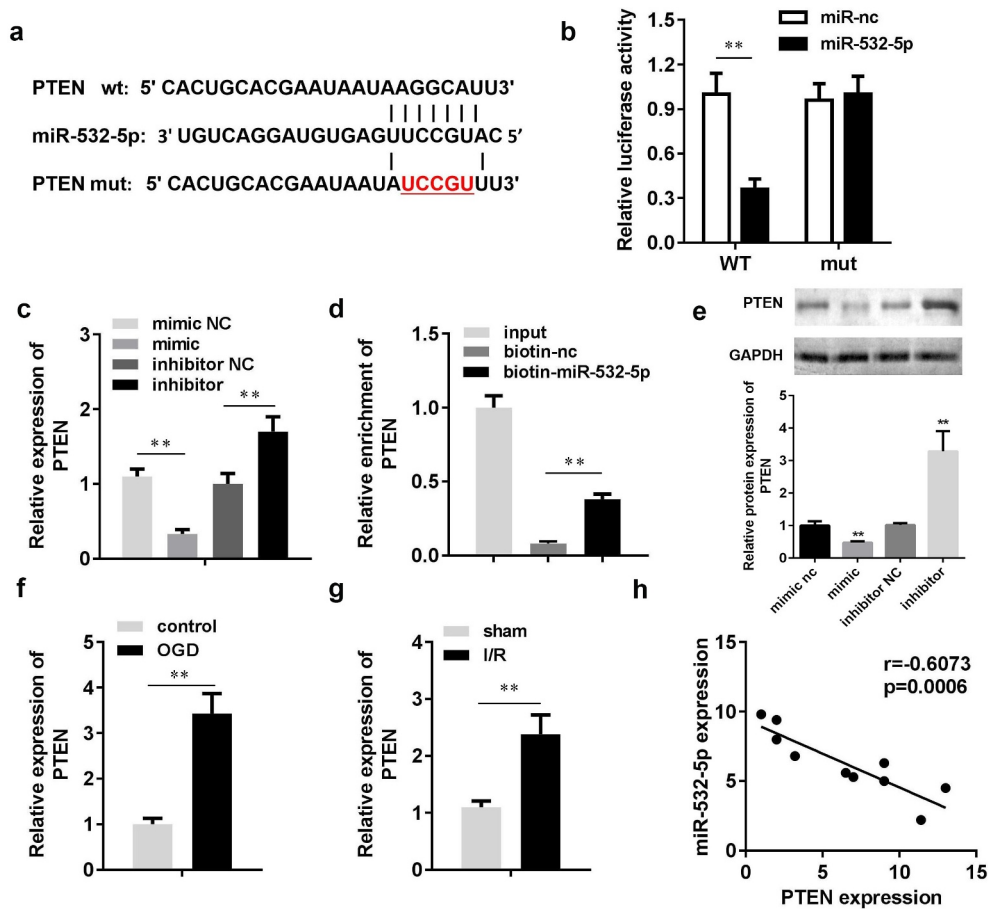 a
PTEN wt: 5' CACUGCACGAAUAAUAAGGCAUU3'
miR-532-5p: 3' UGUCAGGAUGUGAGUUCCGUAC 5'
PTEN mut: 5' CACUGCACGAAUAAUAUCCGUUU3'
b
miR-nc
miR-532-5p
Relative luciferase activity
1.5
1.2
0.9
0.6
0.3
0.0
**
WT
mut
c
mimic NC
mimic
inhibitor NC
inhibitor
Relative expression of
PTEN
3
2
1
0
**
**
d
input
biotin-nc
biotin-miR-532-5p
Relative enrichment of
PTEN
1.5
1.0
0.5
0.0
**
e
PTEN
GAPDH
Relative protein expression of
PTEN
5
4
3
2
1
0
**
**
mimic nc
mimic
inhibitor NC
inhibitor
f
control
OGD
Relative expression of
PTEN
5
4
3
2
1
0
**
g
sham
I/R
Relative expression of
PTEN
4
3
2
1
0
**
h
r=-0.6073
p=0.0006
miR-532-5p expression
15
10
5
0
0
5
10
15
PTEN expression